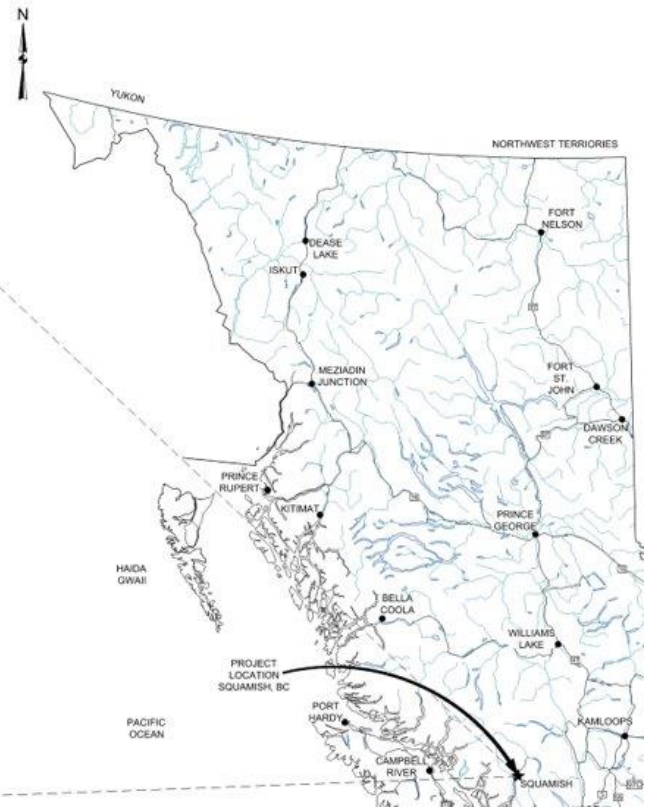 N
YUKON
NORTHWEST TERRIORIES
FORT
NELSON
DEASE
LAKE
ISKUT
MEZIADIN
JUNCTION
FORT
ST.
JOHN
DAWSON
CREEK
PRINCE
RUPERT
KITIMAT
PRINCE
GEORGE
HAIDA
GWAII
BELLA
COOLA
WILLIAMS
LAKE
PROJECT
LOCATION
SQUAMISH, BC
PORT
HARDY
PACIFIC
OCEAN
KAMLOOPS
CAMPBELL
RIVER
SQUAMISH